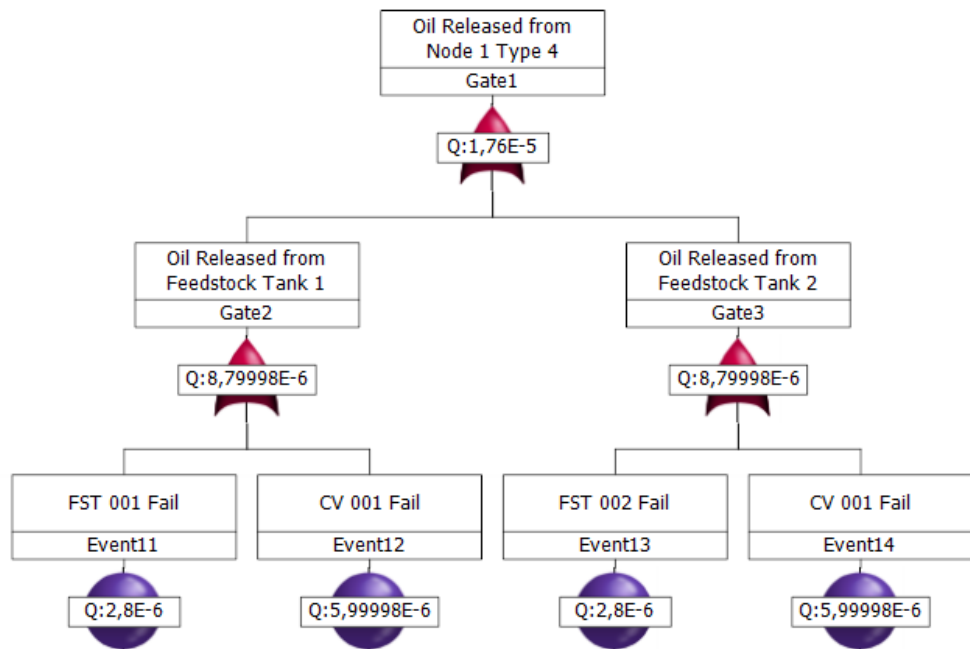 Oil Released from
Node 1 Type 4
Gate1
Q:1,76E-5
Oil Released from
Feedstock Tank 1
Gate2
Q:8,79998E-6
Oil Released from
Feedstock Tank 2
Gate3
Q:8,79998E-6
FST 001 Fail
Event11
Q:2,8E-6
CV 001 Fail
Event12
Q:5,99998E-6
FST 002 Fail
Event13
Q:2,8E-6
CV 001 Fail
Event14
Q:5,99998E-6